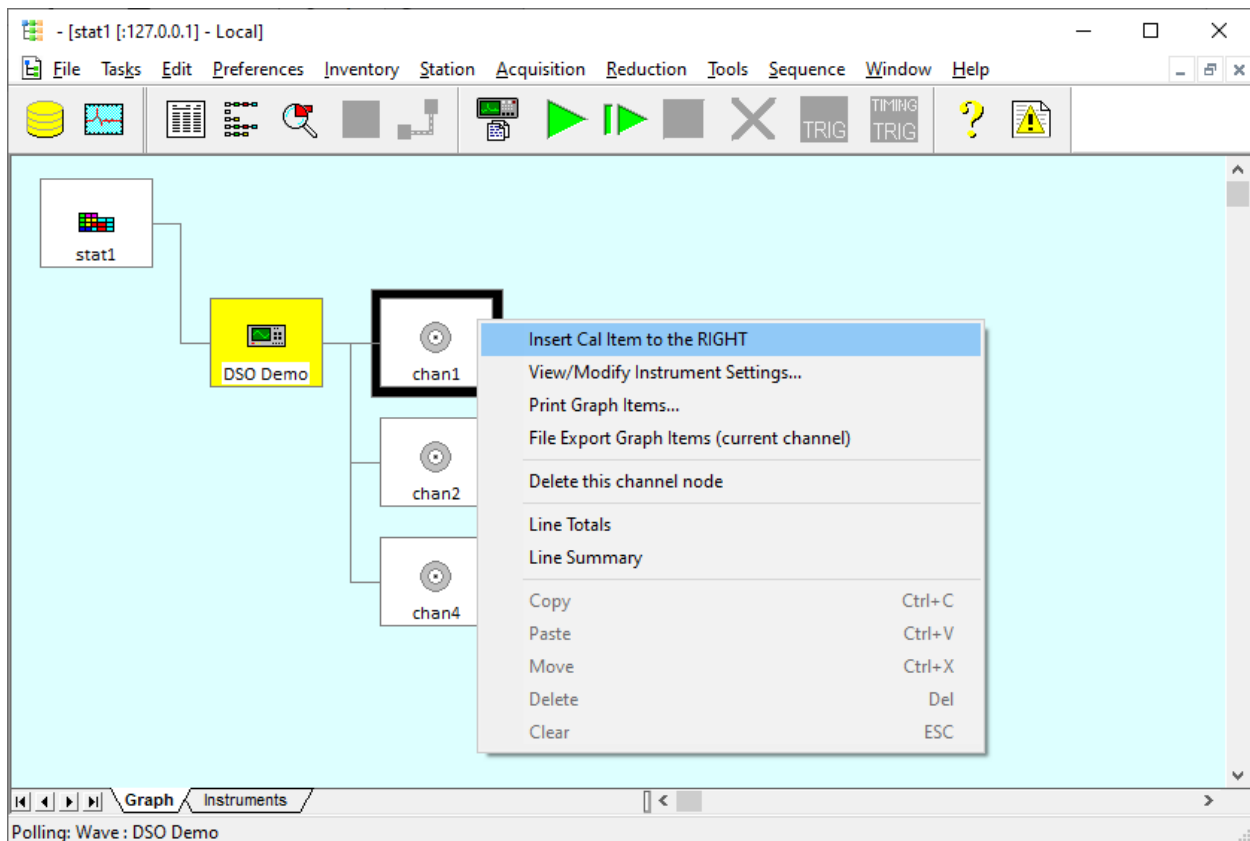 - [stat1 [:127.0.0.1] - Local]
File Tasks Edit Preferences Inventory Station Acquisition Reduction Tools Sequence Window Help
TRIG
TIMING
TRIG
stat1
DSO Demo
chan1
chan2
chan4
Insert Cal Item to the RIGHT
View/Modify Instrument Settings...
Print Graph Items...
File Export Graph Items (current channel)
Delete this channel node
Line Totals
Line Summary
Copy Ctrl+C
Paste Ctrl+V
Move Ctrl+X
Delete Del
Clear ESC
Graph Instruments
Polling: Wave : DSO Demo